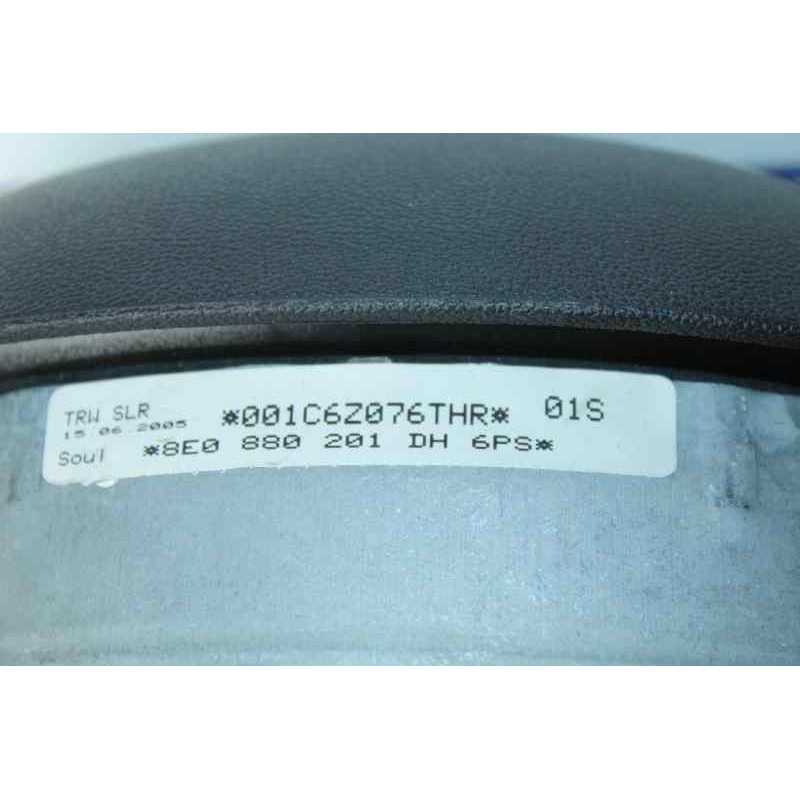 TRW SLR *001C6Z076THR* 01S
15.06.2005
Soul *8E0 880 201 DH 6PS*